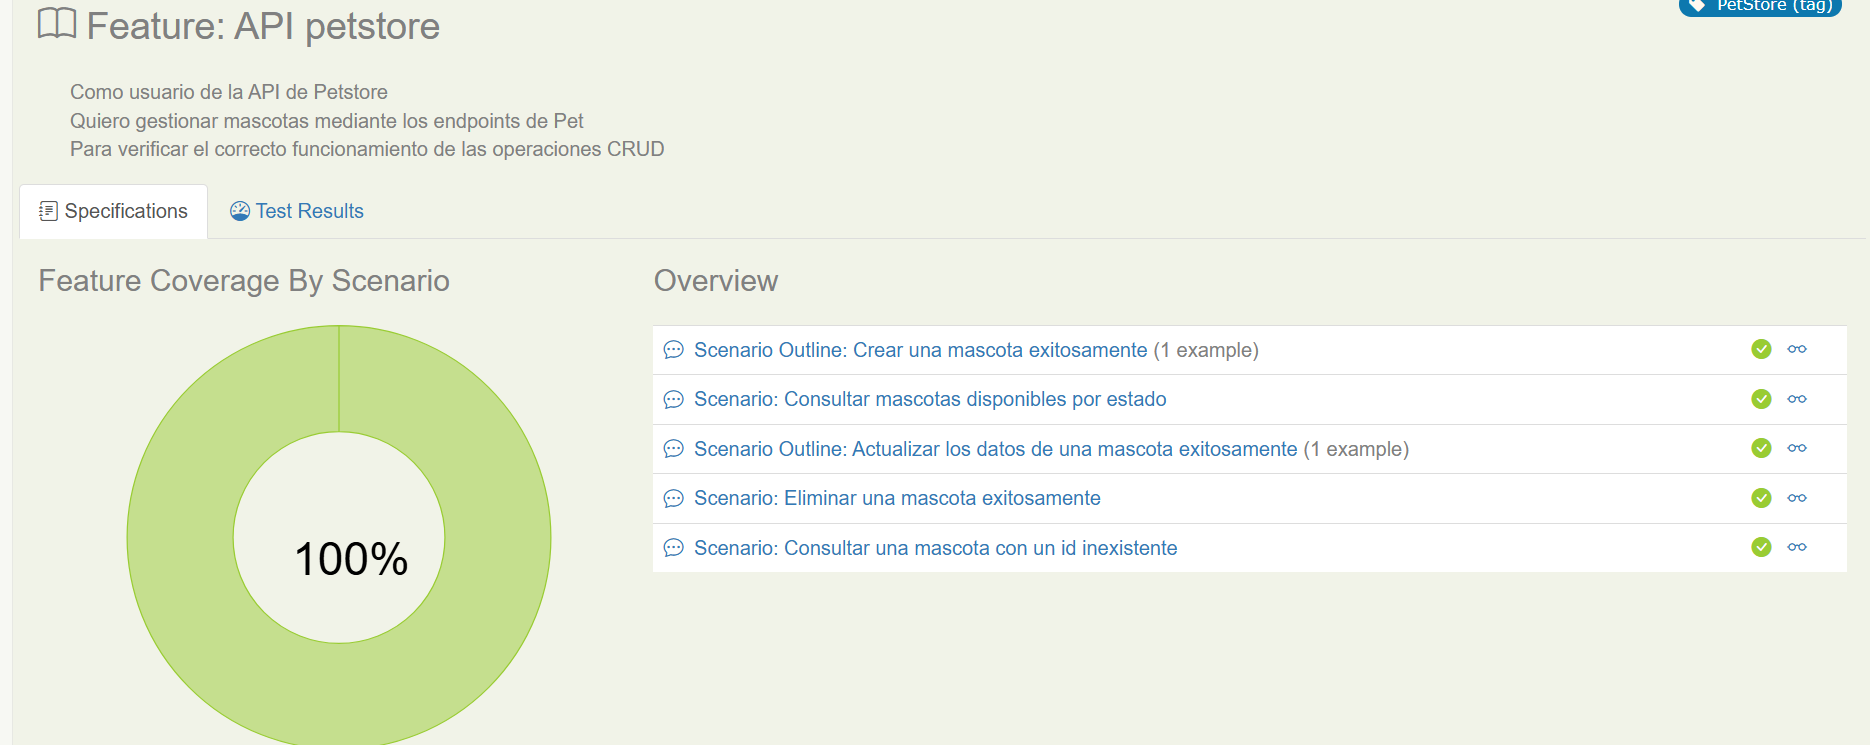 PetStore (tag)
Feature: API petstore
Como usuario de la API de Petstore
Quiero gestionar mascotas mediante los endpoints de Pet
Para verificar el correcto funcionamiento de las operaciones CRUD
Specifications
Test Results
Feature Coverage By Scenario
100%
Overview
Scenario Outline: Crear una mascota exitosamente (1 example)
Scenario: Consultar mascotas disponibles por estado
Scenario Outline: Actualizar los datos de una mascota exitosamente (1 example)
Scenario: Eliminar una mascota exitosamente
Scenario: Consultar una mascota con un id inexistente